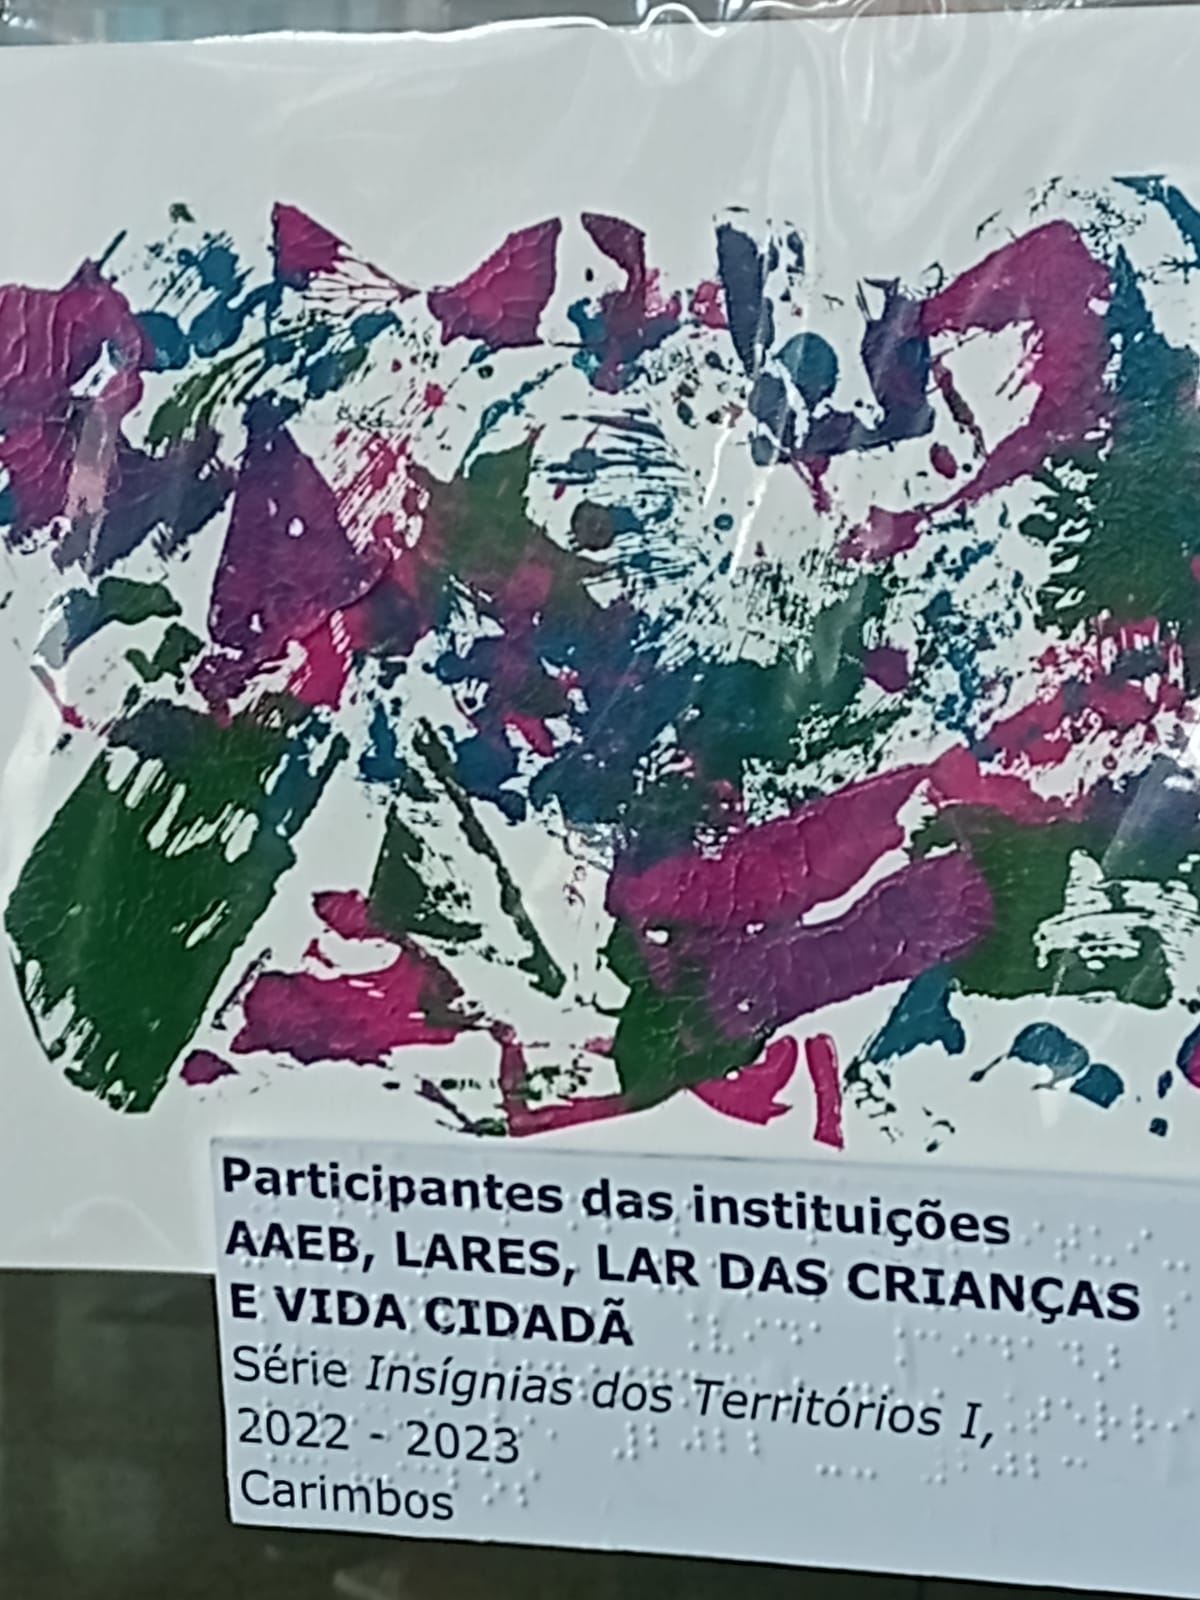 Participantes das instituições
AAEB, LARES, LAR DAS CRIANÇAS
E VIDA CIDADÃ
Série Insígnias dos Territórios I,
2022 - 2023
Carimbos